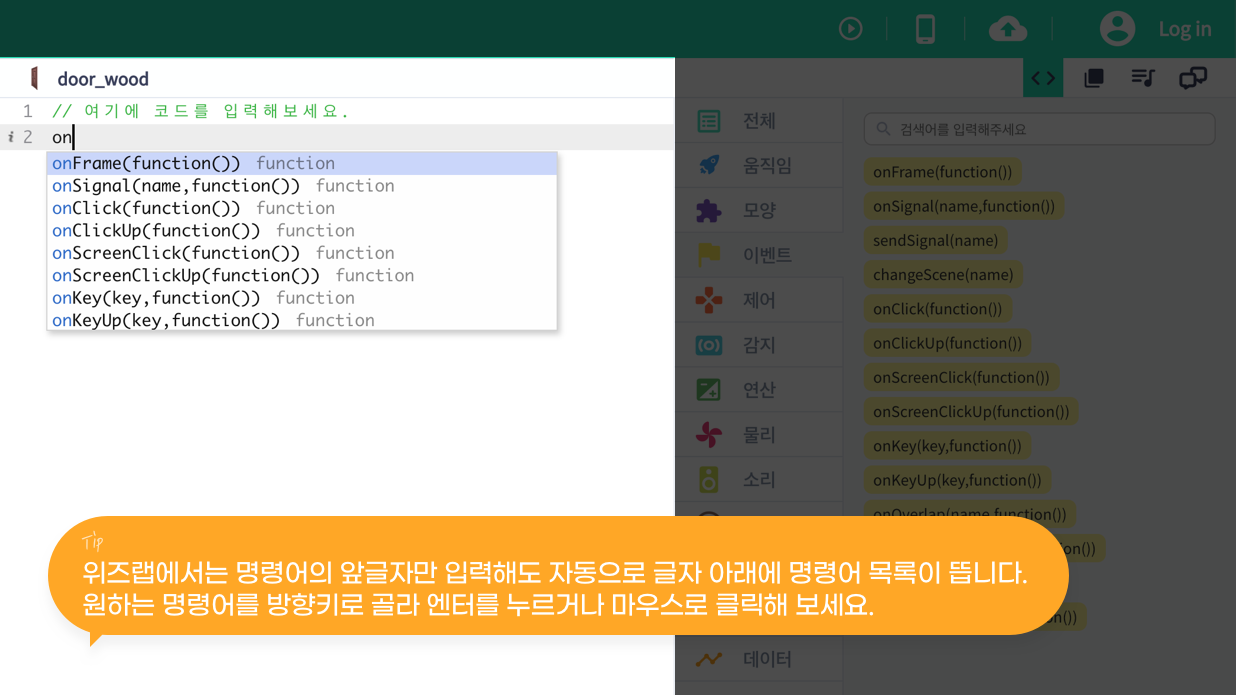 Log in
door_wood
1 // 여기에 코드를 입력해보세요.
i 2 on
onFrame(function()) function
onSignal(name,function()) function
onClick(function()) function
onClickUp(function()) function
onScreenClick(function()) function
onScreenClickUp(function()) function
onKey(key,function()) function
onKeyUp(key,function()) function
전체
움직임
모양
이벤트
제어
감지
연산
물리
소리
데이터
검색어를 입력해주세요
onFrame(function())
onSignal(name,function())
sendSignal(name)
changeScene(name)
onClick(function())
onClickUp(function())
onScreenClick(function())
onScreenClickUp(function())
onKey(key,function())
onKeyUp(key,function())
onOverlap(name,function())
on())
n())
Tip
위즈랩에서는 명령어의 앞글자만 입력해도 자동으로 글자 아래에 명령어 목록이 뜹니다.
원하는 명령어를 방향키로 골라 엔터를 누르거나 마우스로 클릭해 보세요.